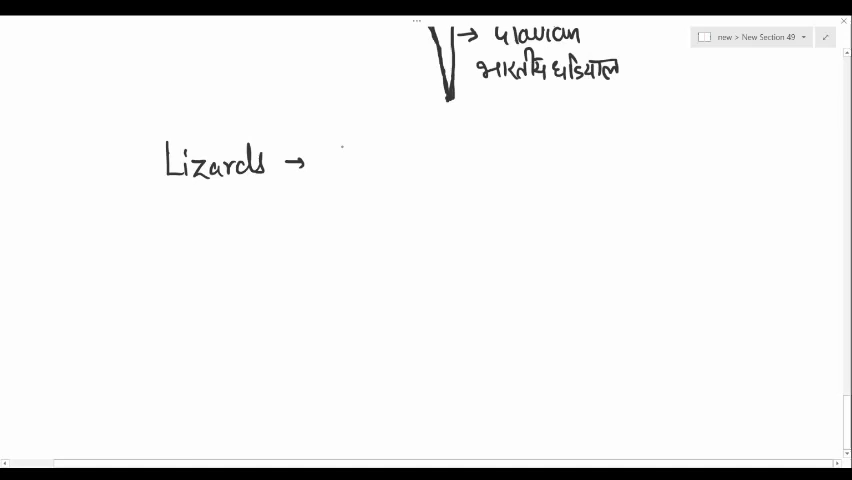 new > New Section 49
→
भारतीय घडियाल
Lizards →